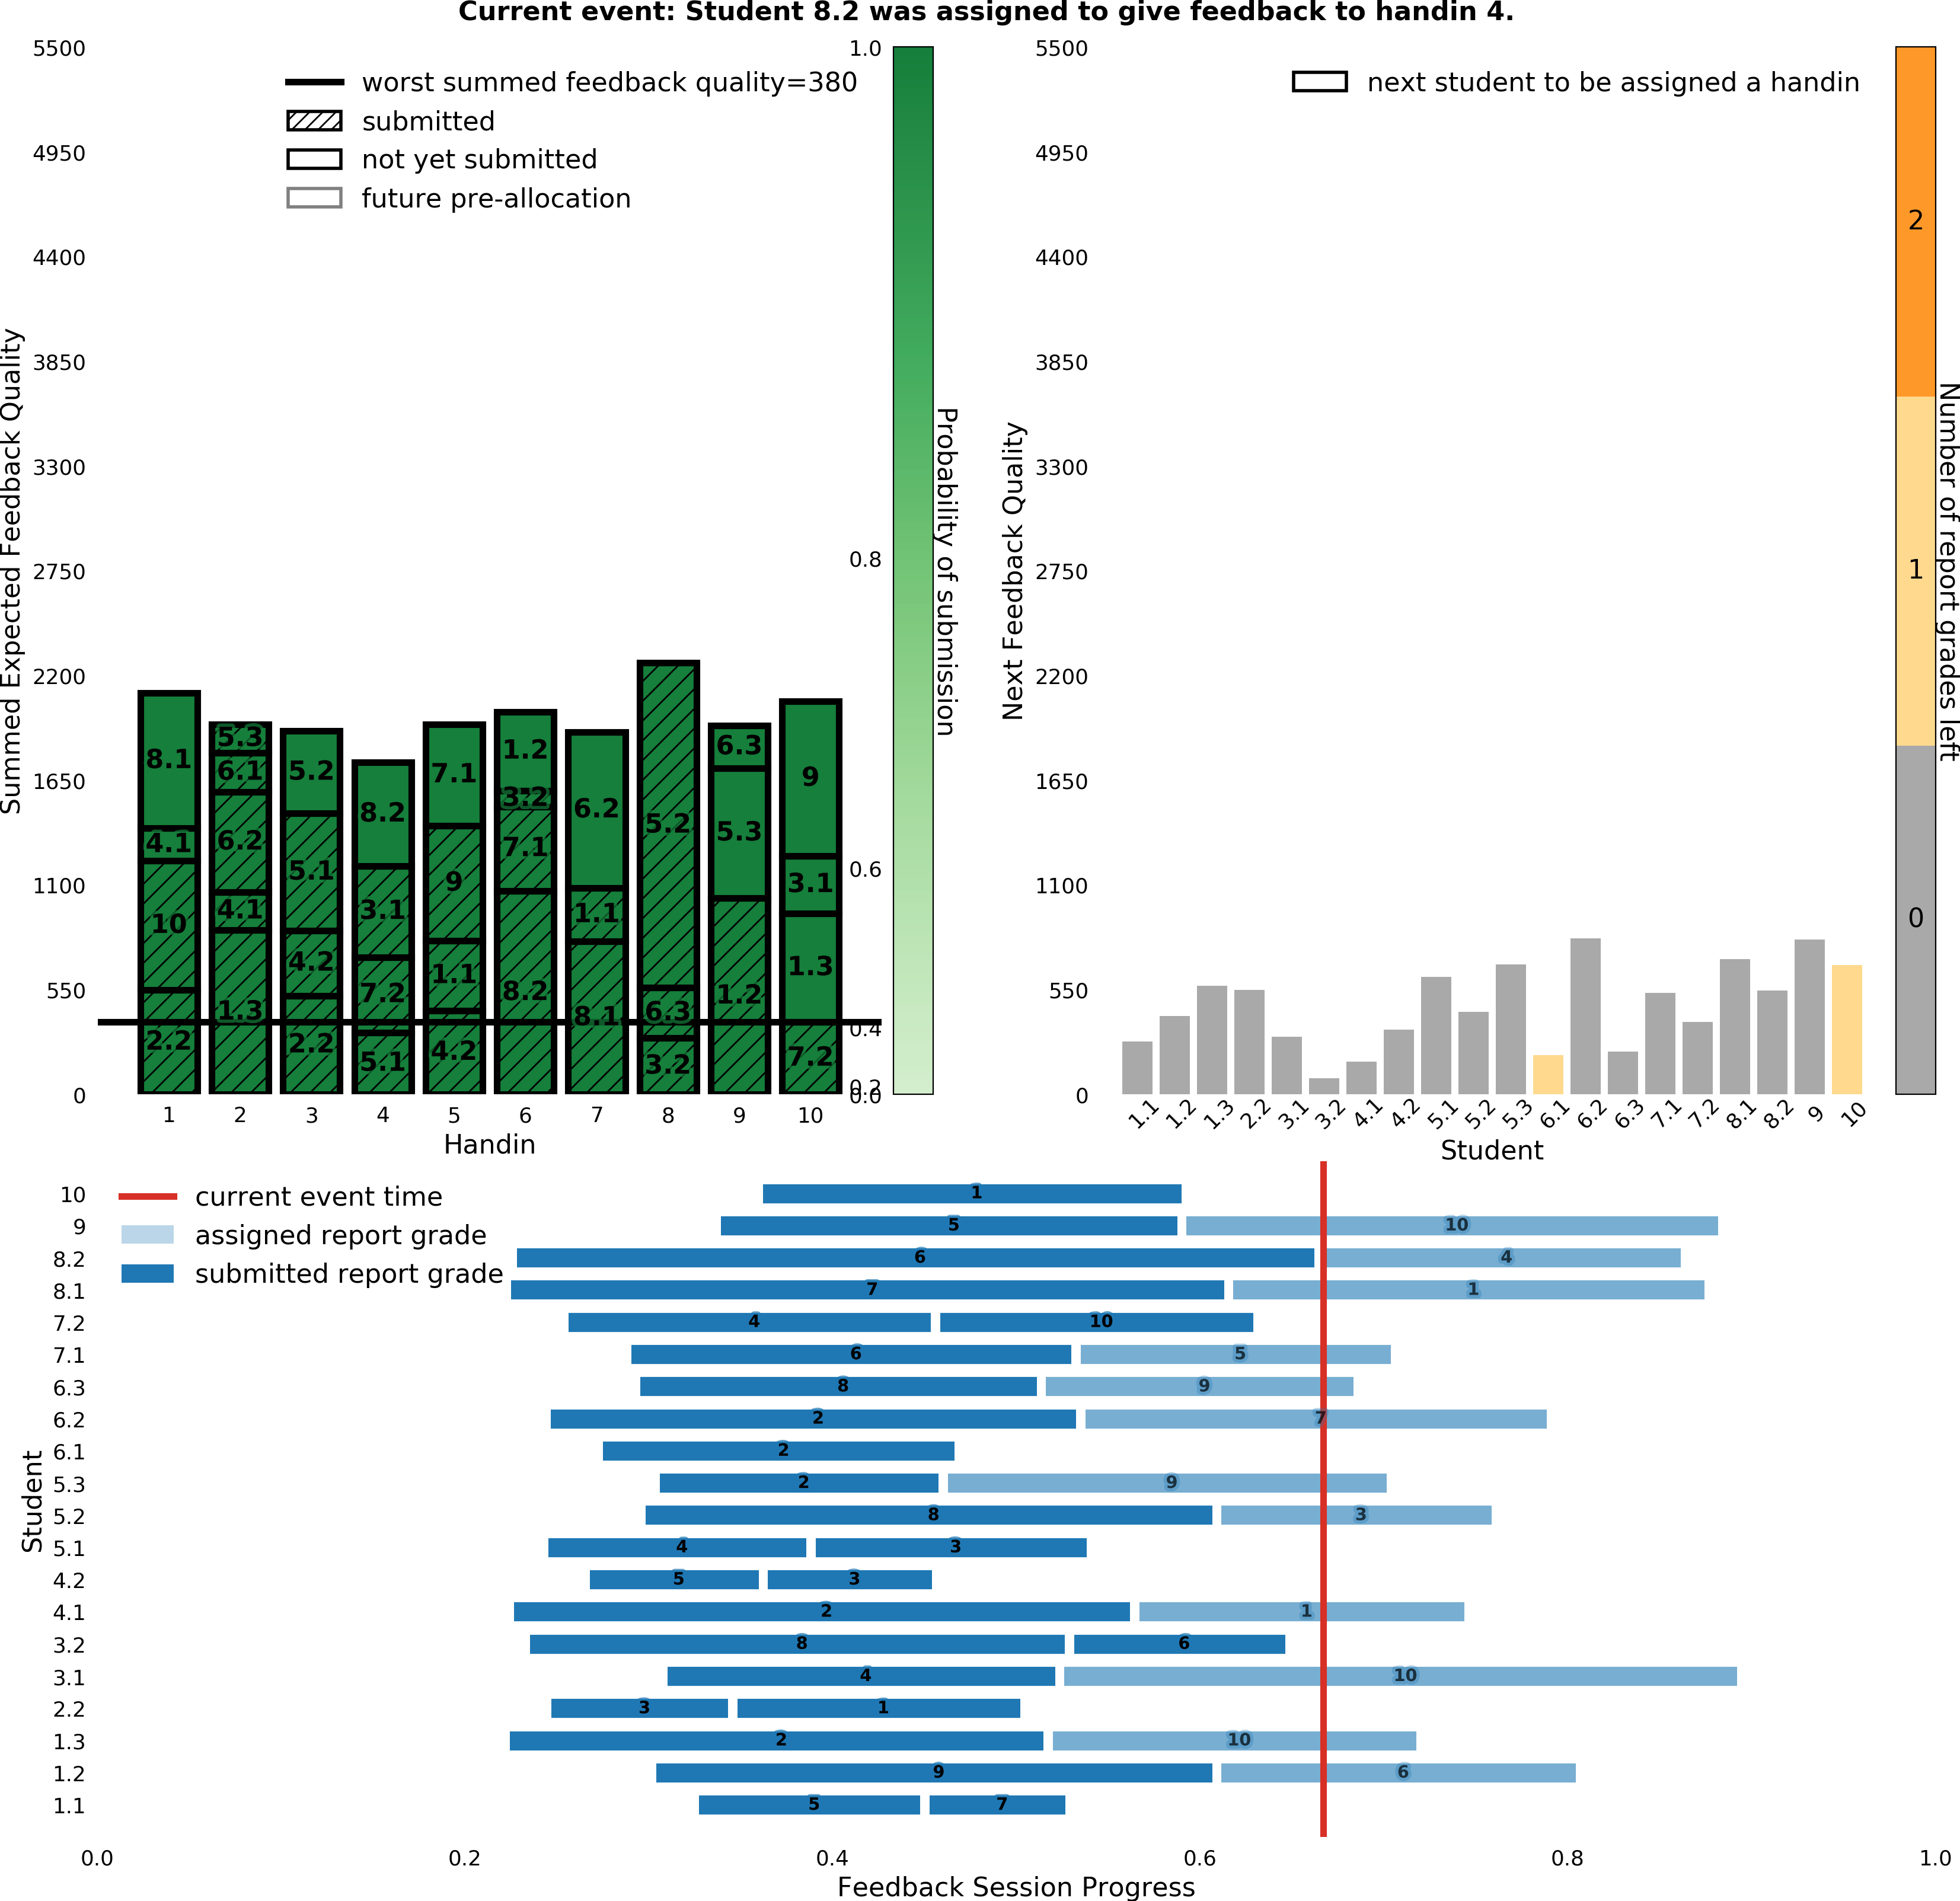 Current event: Student 8.2 was assigned to give feedback to handin 4.
Summed Expected Feedback Quality
5500
4950
4400
3850
3300
2750
2200
1650
1100
550
0
worst summed feedback quality=380
submitted
not yet submitted
future pre-allocation
8.1
4.1
10
2.2
5.3
6.1
6.2
4.1
1.3
5.2
5.1
4.2
2.2
8.2
3.1
7.2
5.1
7.1
9
1.1
4.2
1.2
3.2
7.1
8.2
6.2
1.1
8.1
5.2
6.3
3.2
6.3
5.3
1.2
9
3.1
1.3
7.2
1 2 3 4 5 6 7 8 9 10
Handin
1.0
0.8
0.6
0.4
0.2
0.0
Probability of submission
Next Feedback Quality
5500
4950
4400
3850
3300
2750
2200
1650
1100
550
0
next student to be assigned a handin
1.1 1.2 1.3 2.2 3.1 3.2 4.1 4.2 5.1 5.2 5.3 6.1 6.2 6.3 7.1 7.2 8.1 8.2 9 10
Student
2
1
0
Number of report grades left
current event time
assigned report grade
submitted report grade
Student
10 1
9 5 10
8.2 6 4
8.1 7 1
7.2 4 10
7.1 6 5
6.3 8 9
6.2 2 7
6.1 2
5.3 2 9
5.2 8 3
5.1 4 3
4.2 5 3
4.1 2 1
3.2 8 6
3.1 4 10
2.2 3 1
1.3 2 10
1.2 9 6
1.1 5 7
0.0 0.2 0.4 0.6 0.8 1.0
Feedback Session Progress